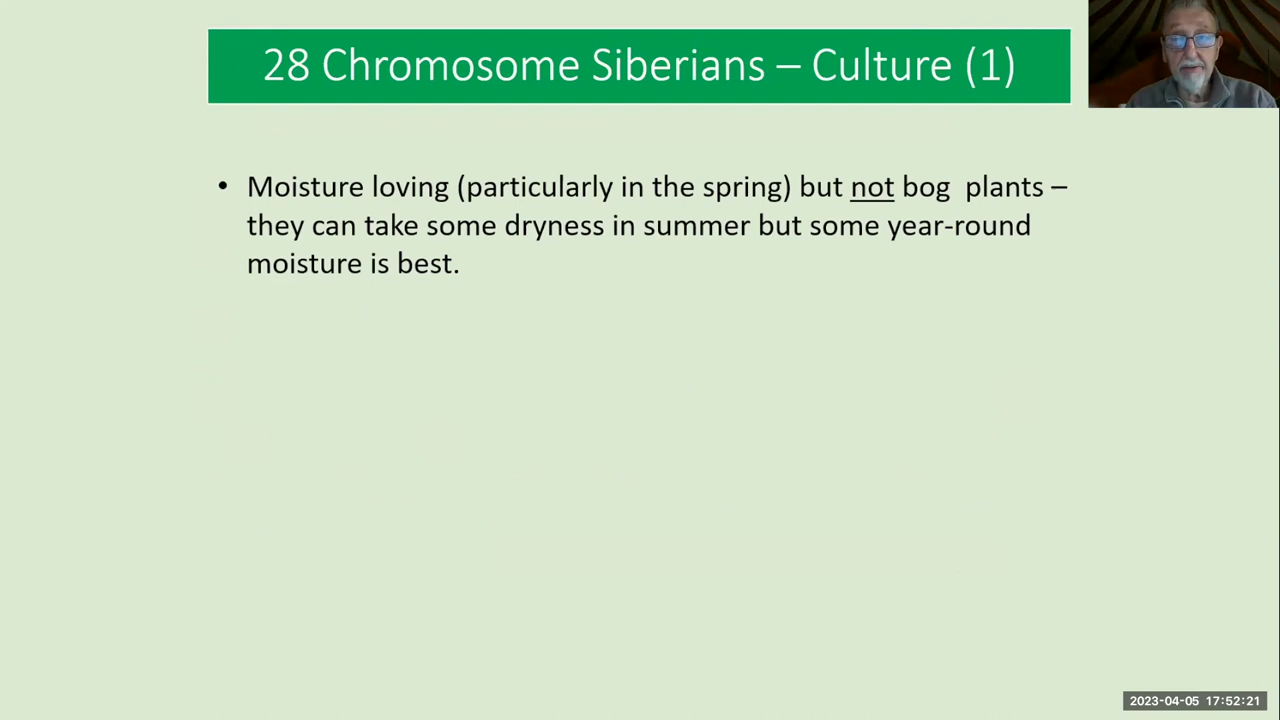 28 Chromosome Siberians – Culture (1)
• Moisture loving (particularly in the spring) but not bog  plants –
they can take some dryness in summer but some year-round
moisture is best.
2023-04-05 17:52:21